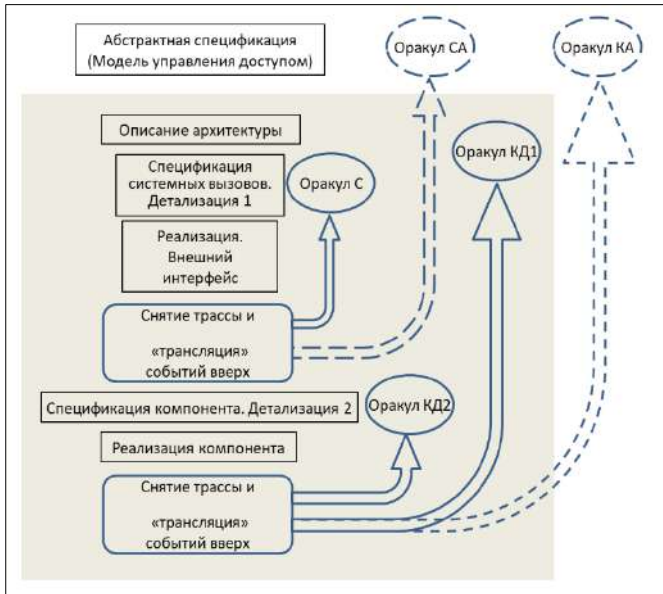 Абстрактная спецификация
(Модель управления доступом)
Оракул СА
Оракул КА
Описание архитектуры
Оракул КД1
Спецификация
системных вызовов.
Детализация 1
Оракул С
Реализация.
Внешний
интерфейс
Снятие трассы и
«трансляция»
событий вверх
Спецификация компонента. Детализация 2
Оракул КД2
Реализация компонента
Снятие трассы и
«трансляция»
событий вверх